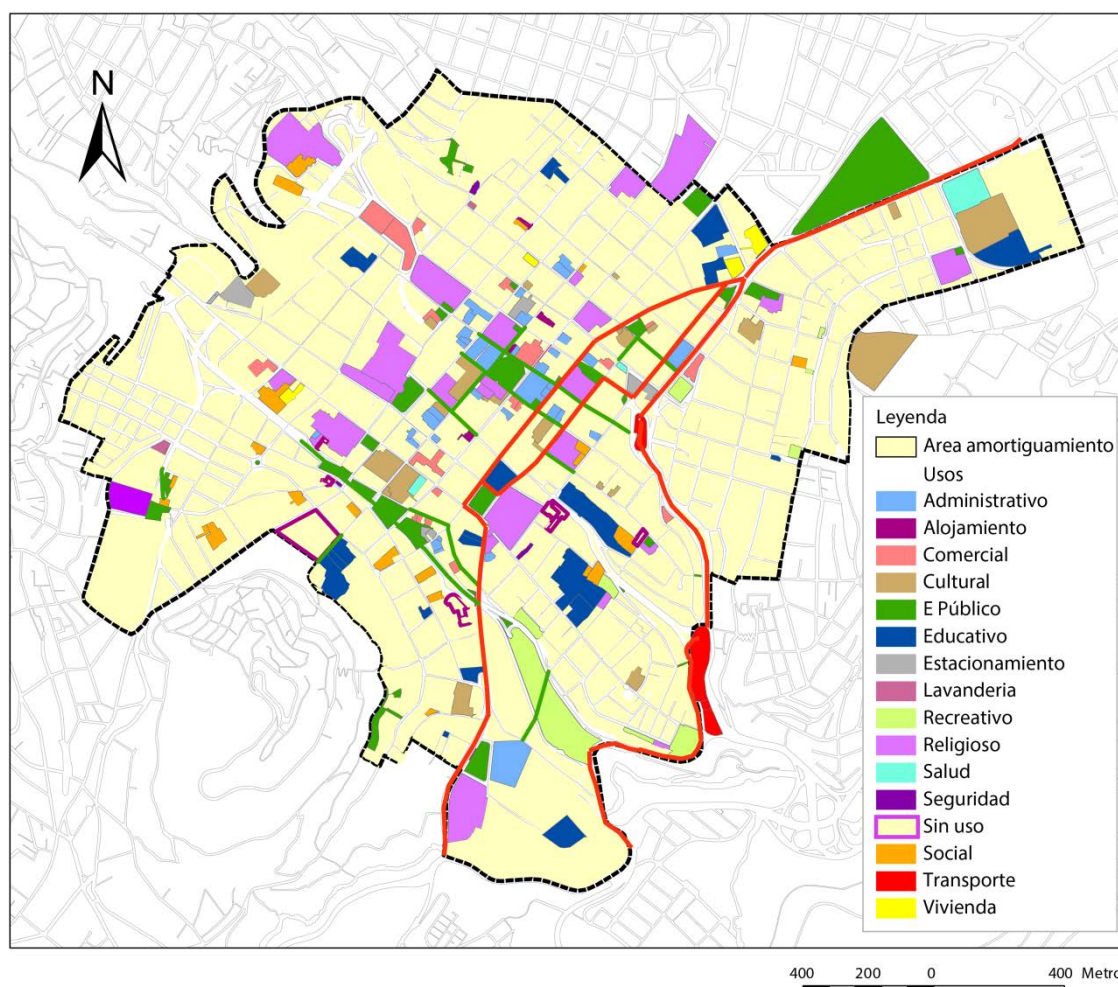 N
Leyenda
Area amortiguamiento
Usos
Administrativo
Alojamiento
Comercial
Cultural
E Público
Educativo
Estacionamiento
Lavanderia
Recreativo
Religioso
Salud
Seguridad
Sin uso
Social
Transporte
Vivienda
400 200 0 400 Metro